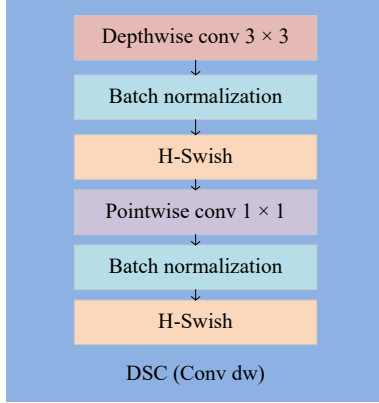 Depthwise conv 3 × 3
Batch normalization
H-Swish
Pointwise conv 1 × 1
Batch normalization
H-Swish
DSC (Conv dw)